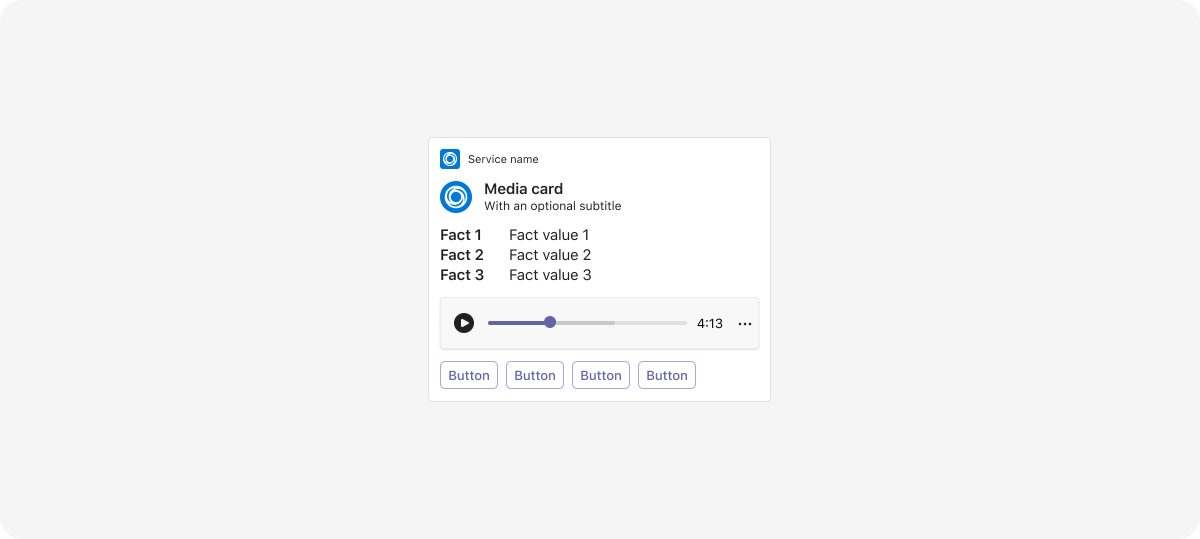 Service name
Media card
With an optional subtitle
Fact 1 Fact value 1
Fact 2 Fact value 2
Fact 3 Fact value 3
4:13
Button Button Button Button